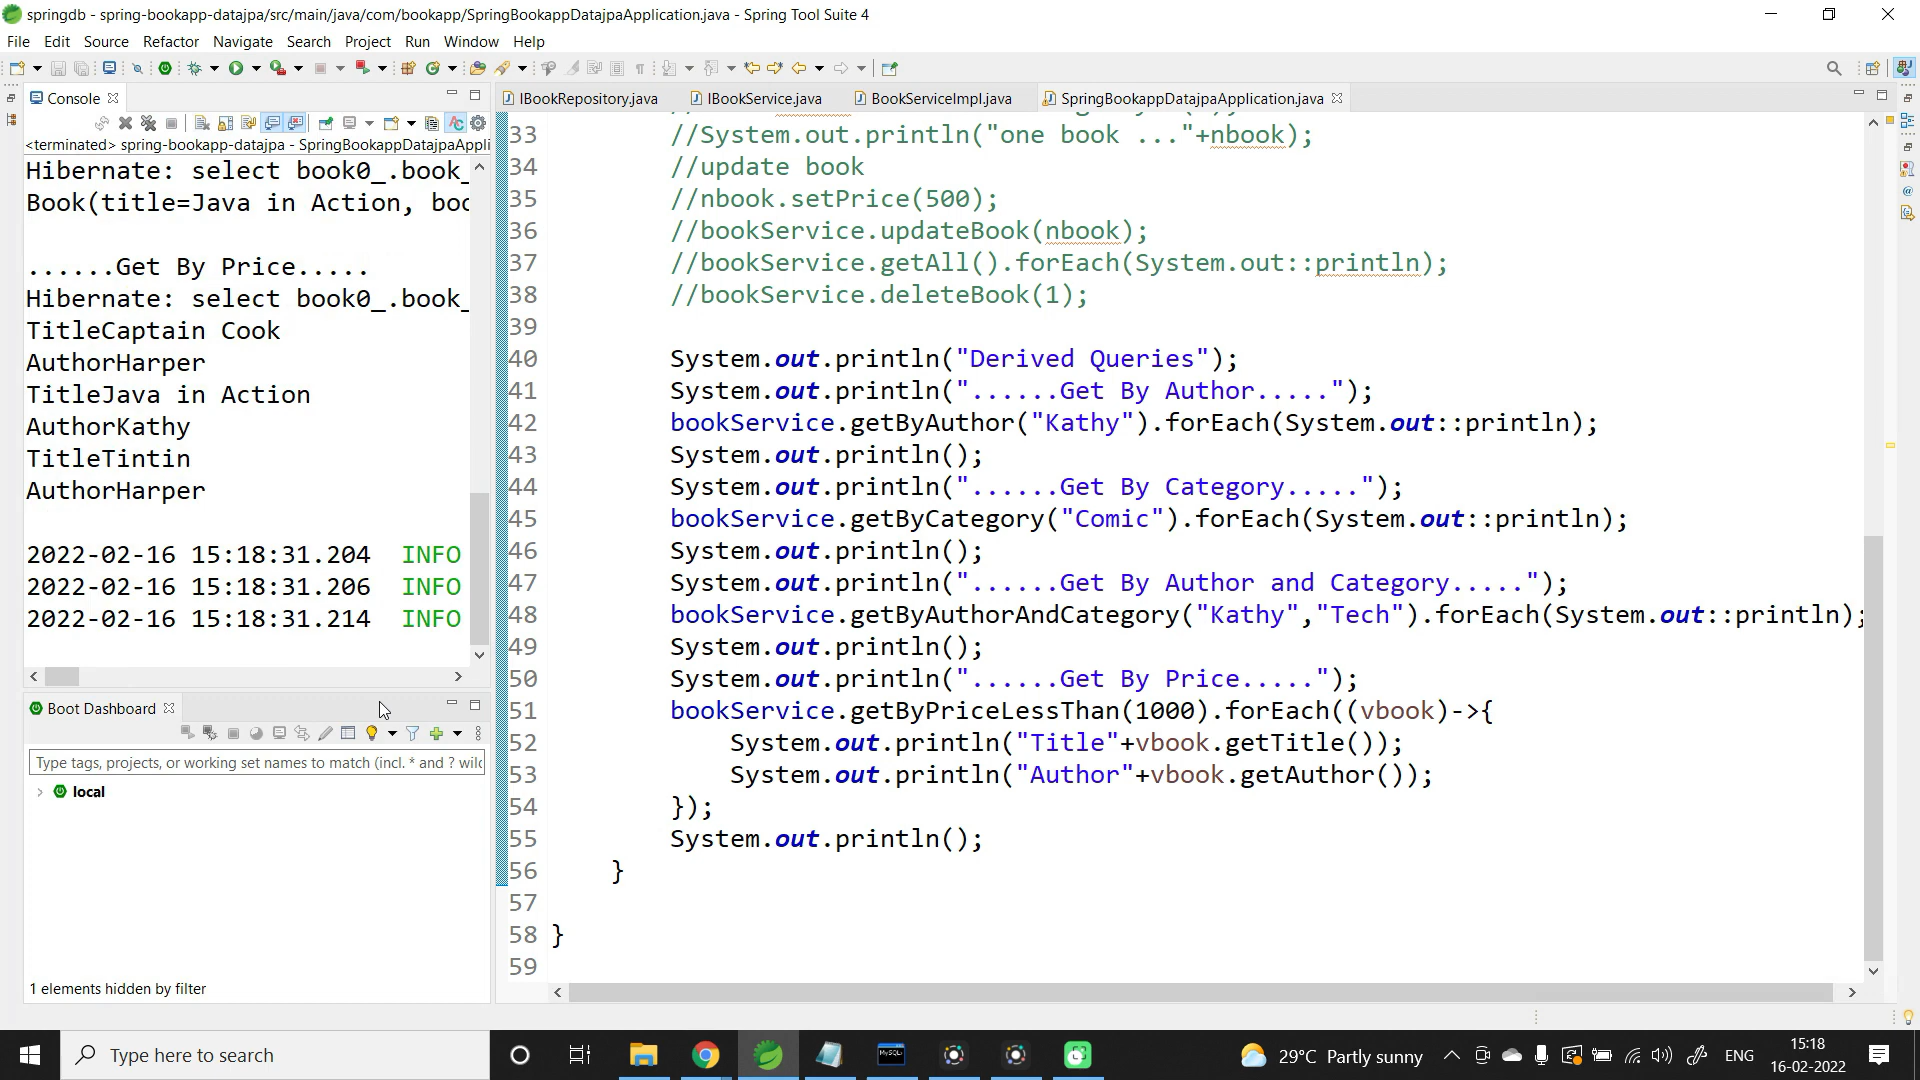 springdb - spring-bookapp-datajpa/src/main/java/com/bookapp/SpringBookappDatajpaApplication.java - Spring Tool Suite 4
File Edit Source Refactor Navigate Search Project Run Window Help
Console
<terminated> spring-bookapp-datajpa - SpringBookappDatajpaAppli
Hibernate: select book0_.book_
Book(title=Java in Action, boo
......Get By Price.....
Hibernate: select book0_.book_
TitleCaptain Cook
AuthorHarper
TitleJava in Action
AuthorKathy
TitleTintin
AuthorHarper
2022-02-16 15:18:31.204 INFO
2022-02-16 15:18:31.206 INFO
2022-02-16 15:18:31.214 INFO
Boot Dashboard
Type tags, projects, or working set names to match (incl. * and ? wild
local
1 elements hidden by filter
IBookRepository.java IBookService.java BookServiceImpl.java SpringBookappDatajpaApplication.java
33 //System.out.println("one book ..."+nbook);
34 //update book
35 //nbook.setPrice(500);
36 //bookService.updateBook(nbook);
37 //bookService.getAll().forEach(System.out::println);
38 //bookService.deleteBook(1);
39
40 System.out.println("Derived Queries");
41 System.out.println("......Get By Author.....");
42 bookService.getByAuthor("Kathy").forEach(System.out::println);
43 System.out.println();
44 System.out.println("......Get By Category.....");
45 bookService.getByCategory("Comic").forEach(System.out::println);
46 System.out.println();
47 System.out.println("......Get By Author and Category.....");
48 bookService.getByAuthorAndCategory("Kathy","Tech").forEach(System.out::println);
49 System.out.println();
50 System.out.println("......Get By Price.....");
51 bookService.getByPriceLessThan(1000).forEach((vbook)->{
52 System.out.println("Title"+vbook.getTitle());
53 System.out.println("Author"+vbook.getAuthor());
54 });
55 System.out.println();
56 }
57
58 }
59
Type here to search
29°C Partly sunny
ENG
15:18
16-02-2022